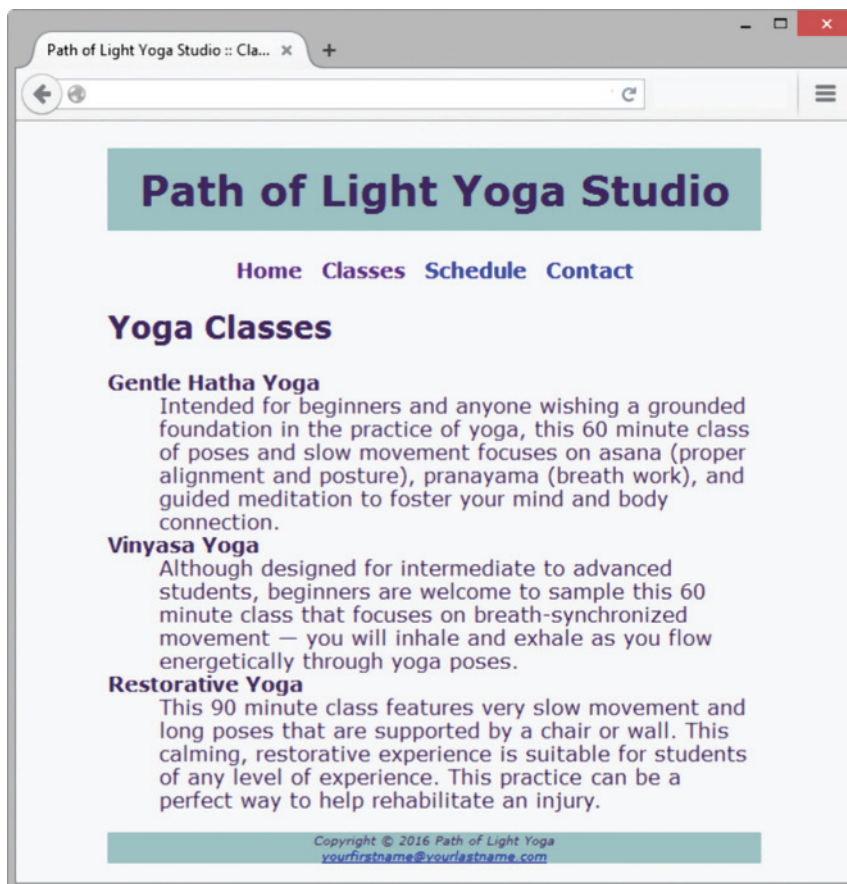 Path of Light Yoga Studio :: Cla...
Path of Light Yoga Studio
Home Classes Schedule Contact
Yoga Classes
Gentle Hatha Yoga
Intended for beginners and anyone wishing a grounded
foundation in the practice of yoga, this 60 minute class
of poses and slow movement focuses on asana (proper
alignment and posture), pranayama (breath work), and
guided meditation to foster your mind and body
connection.
Vinyasa Yoga
Although designed for intermediate to advanced
students, beginners are welcome to sample this 60
minute class that focuses on breath-synchronized
movement — you will inhale and exhale as you flow
energetically through yoga poses.
Restorative Yoga
This 90 minute class features very slow movement and
long poses that are supported by a chair or wall. This
calming, restorative experience is suitable for students
of any level of experience. This practice can be a
perfect way to help rehabilitate an injury.
Copyright © 2016 Path of Light Yoga
yourfirstname@yourlastname.com